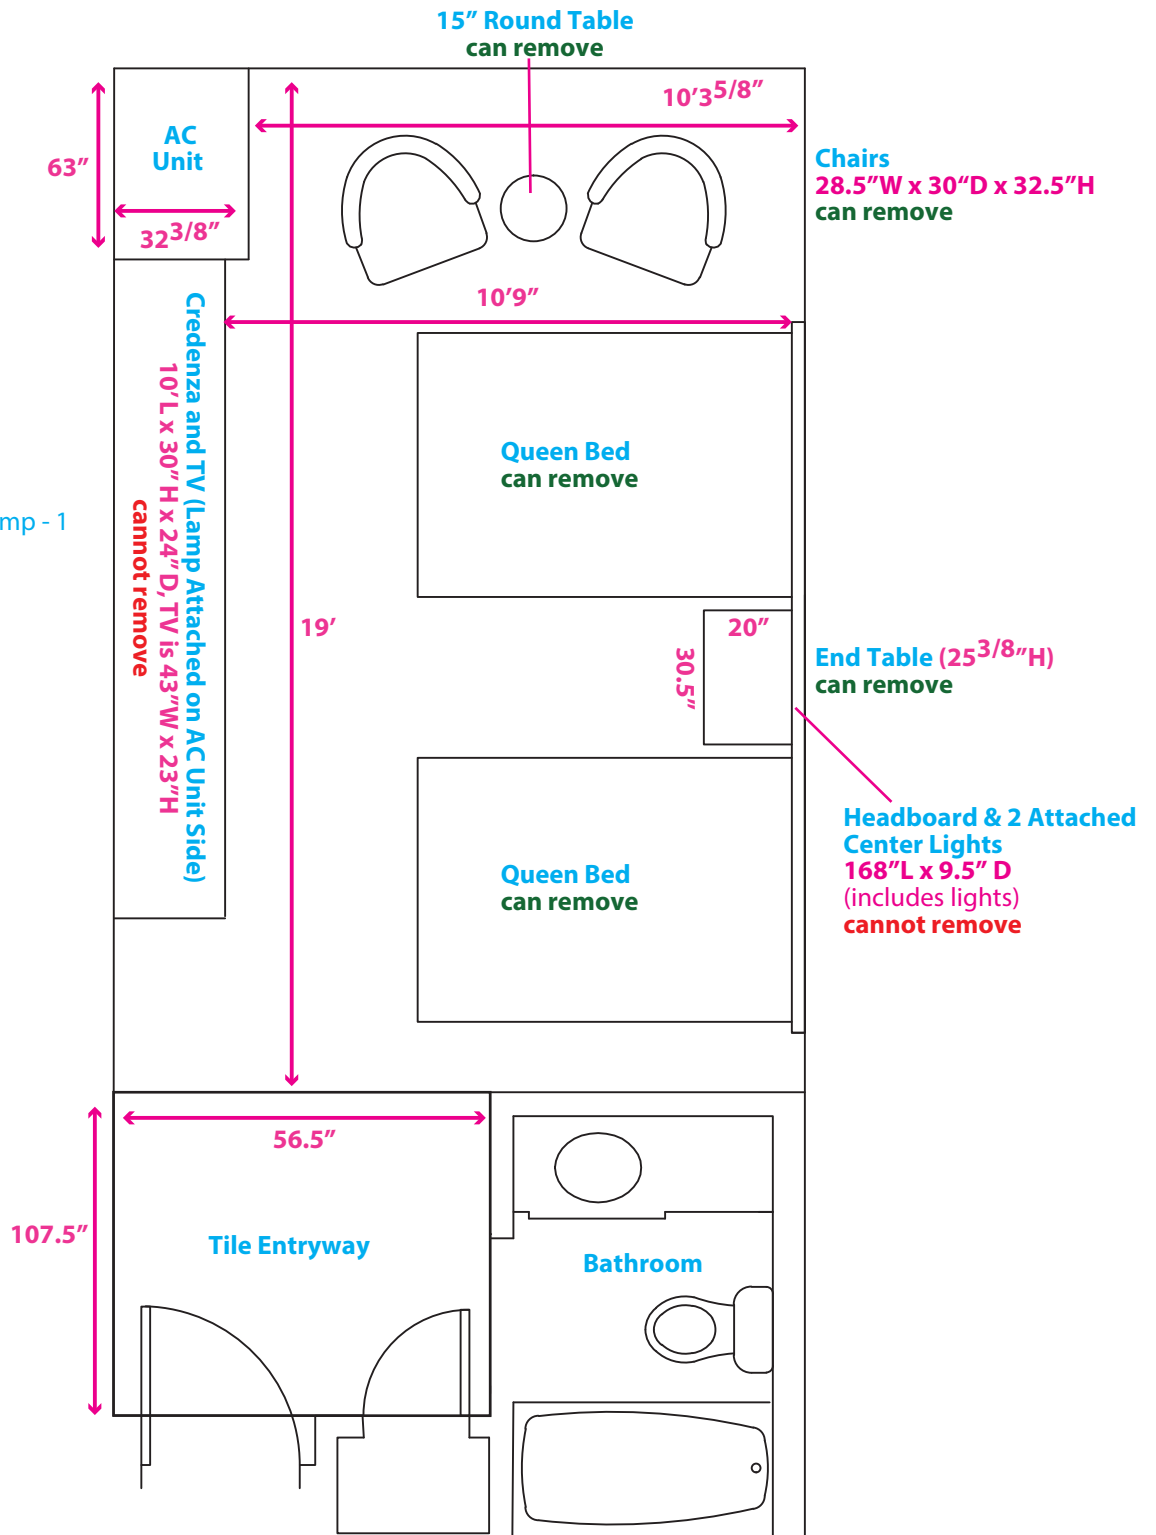 15” Round Table
can remove
10’3 5/8”
AC
Unit
63”
32 3/8”
Chairs
28.5”W x 30“D x 32.5”H
can remove
10’9”
Credenza and TV (Lamp Attached on AC Unit Side)
10’ L x 30” H x 24” D, TV is 43”W x 23”H
cannot remove
Queen Bed
can remove
mp - 1
19’
20”
30.5”
End Table (25 3/8”H)
can remove
Headboard & 2 Attached
Center Lights
168”L x 9.5” D
(includes lights)
cannot remove
Queen Bed
can remove
56.5”
107.5”
Tile Entryway
Bathroom